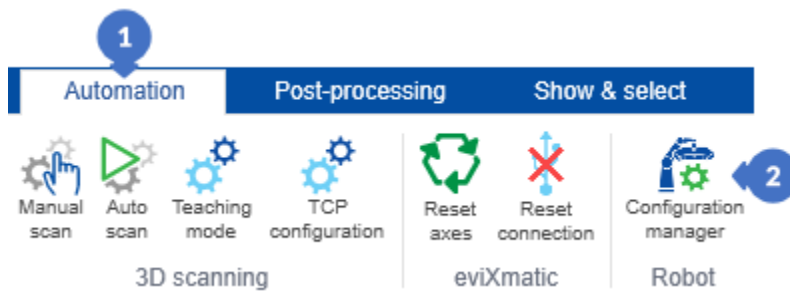 1
Automation
Post-processing
Show & select
Manual
scan
Auto
scan
Teaching
mode
TCP
configuration
Reset
axes
Reset
connection
Configuration
manager
2
3D scanning
eviXmatic
Robot